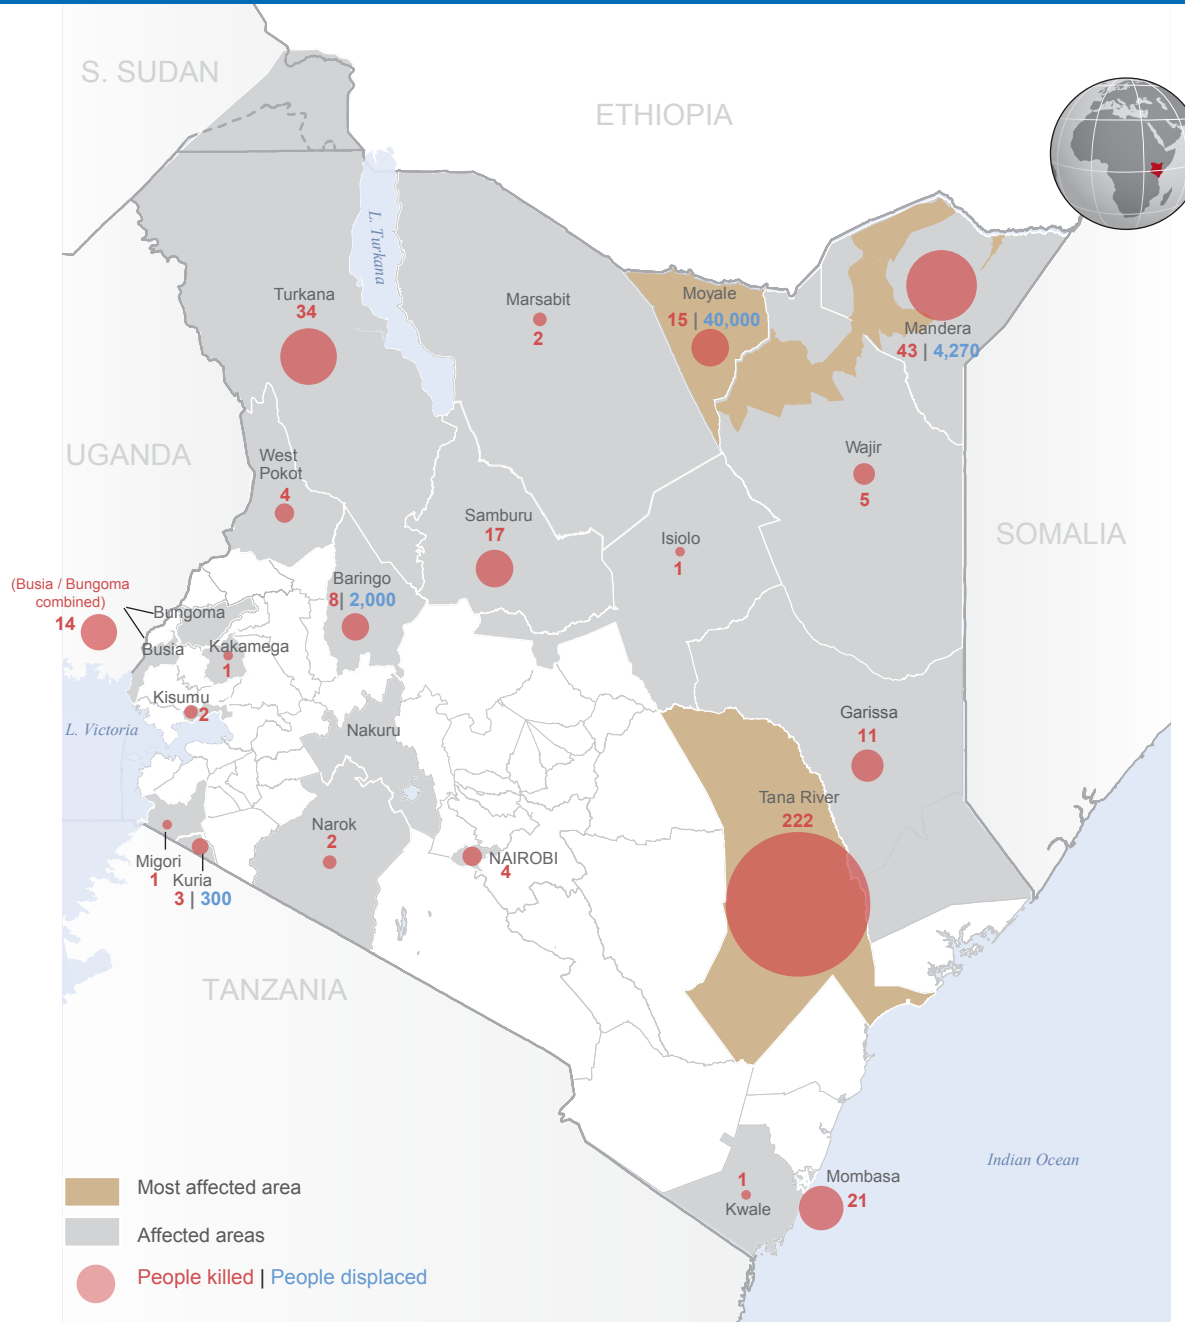 S. SUDAN
ETHIOPIA
L. Turkana
Turkana
34
Marsabit
2
Moyale
15 | 40,000
Mandera
43 | 4,270
UGANDA
West
Pokot
4
Samburu
17
Isiolo
1
Wajir
5
SOMALIA
(Busia / Bungoma
combined)
14
Bungoma
Busia
Kakamega
1
Baringo
8| 2,000
Kisumu
2
L. Victoria
Nakuru
Garissa
11
Tana River
222
Narok
2
NAIROBI
4
Migori
1
Kuria
3 | 300
TANZANIA
Indian Ocean
1
Kwale
Mombasa
21
Most affected area
Affected areas
People killed | People displaced